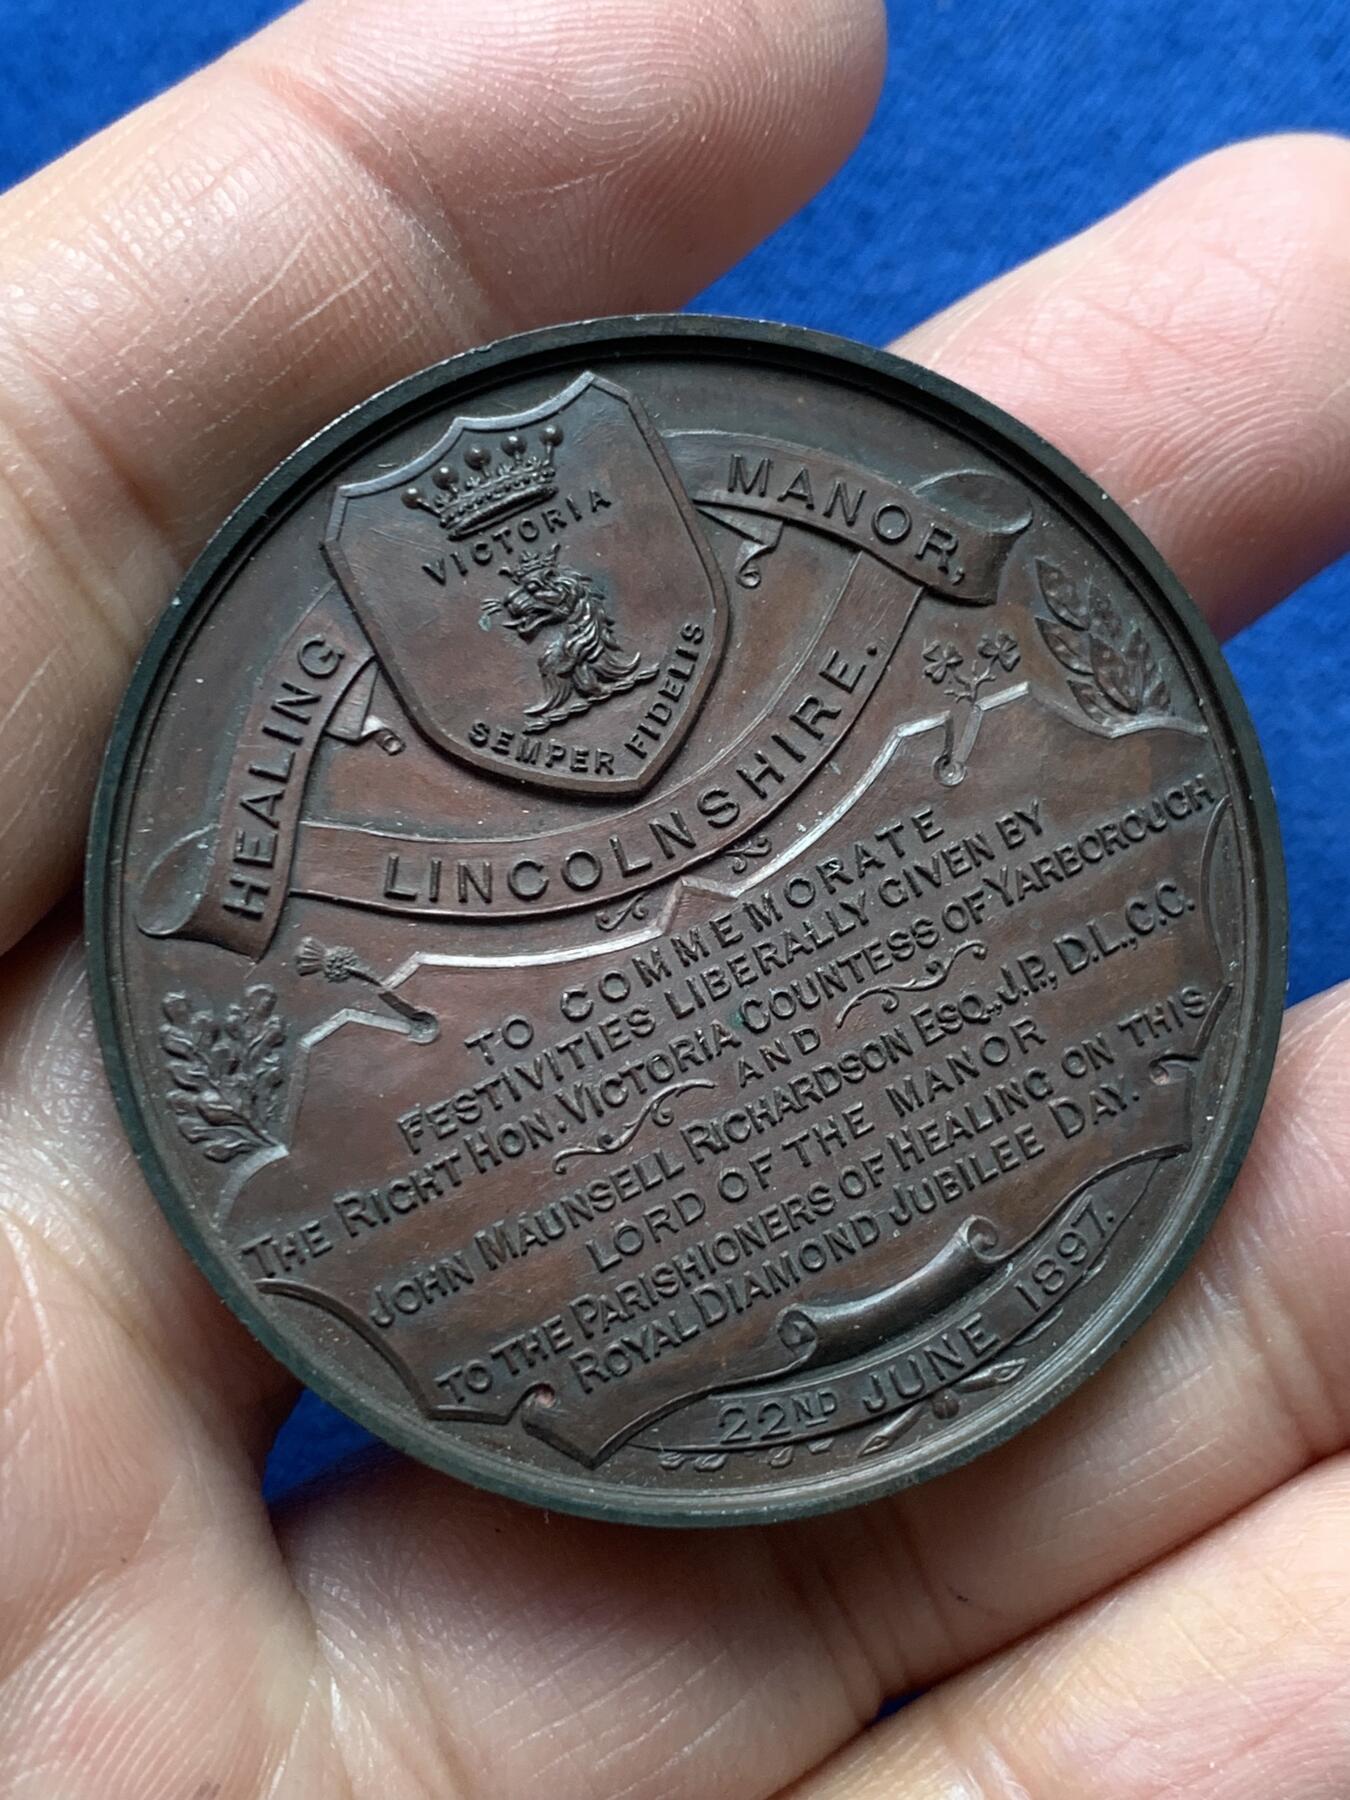 HEALING
MANOR,
LINCOLNSHIRE.
VICTORIA
SEMPER FIDELIS
TO COMMEMORATE
FESTIVITIES LIBERALLY GIVEN BY
THE RIGHT HON. VICTORIA COUNTESS OF YARBOROUGH
AND
JOHN MAUNSELL RICHARDSON ESQ., J.P., D.L., C.C.
LORD OF THE MANOR
TO THE PARISHIONERS OF HEALING ON THIS
ROYAL DIAMOND JUBILEE DAY.
22ND JUNE 1897.